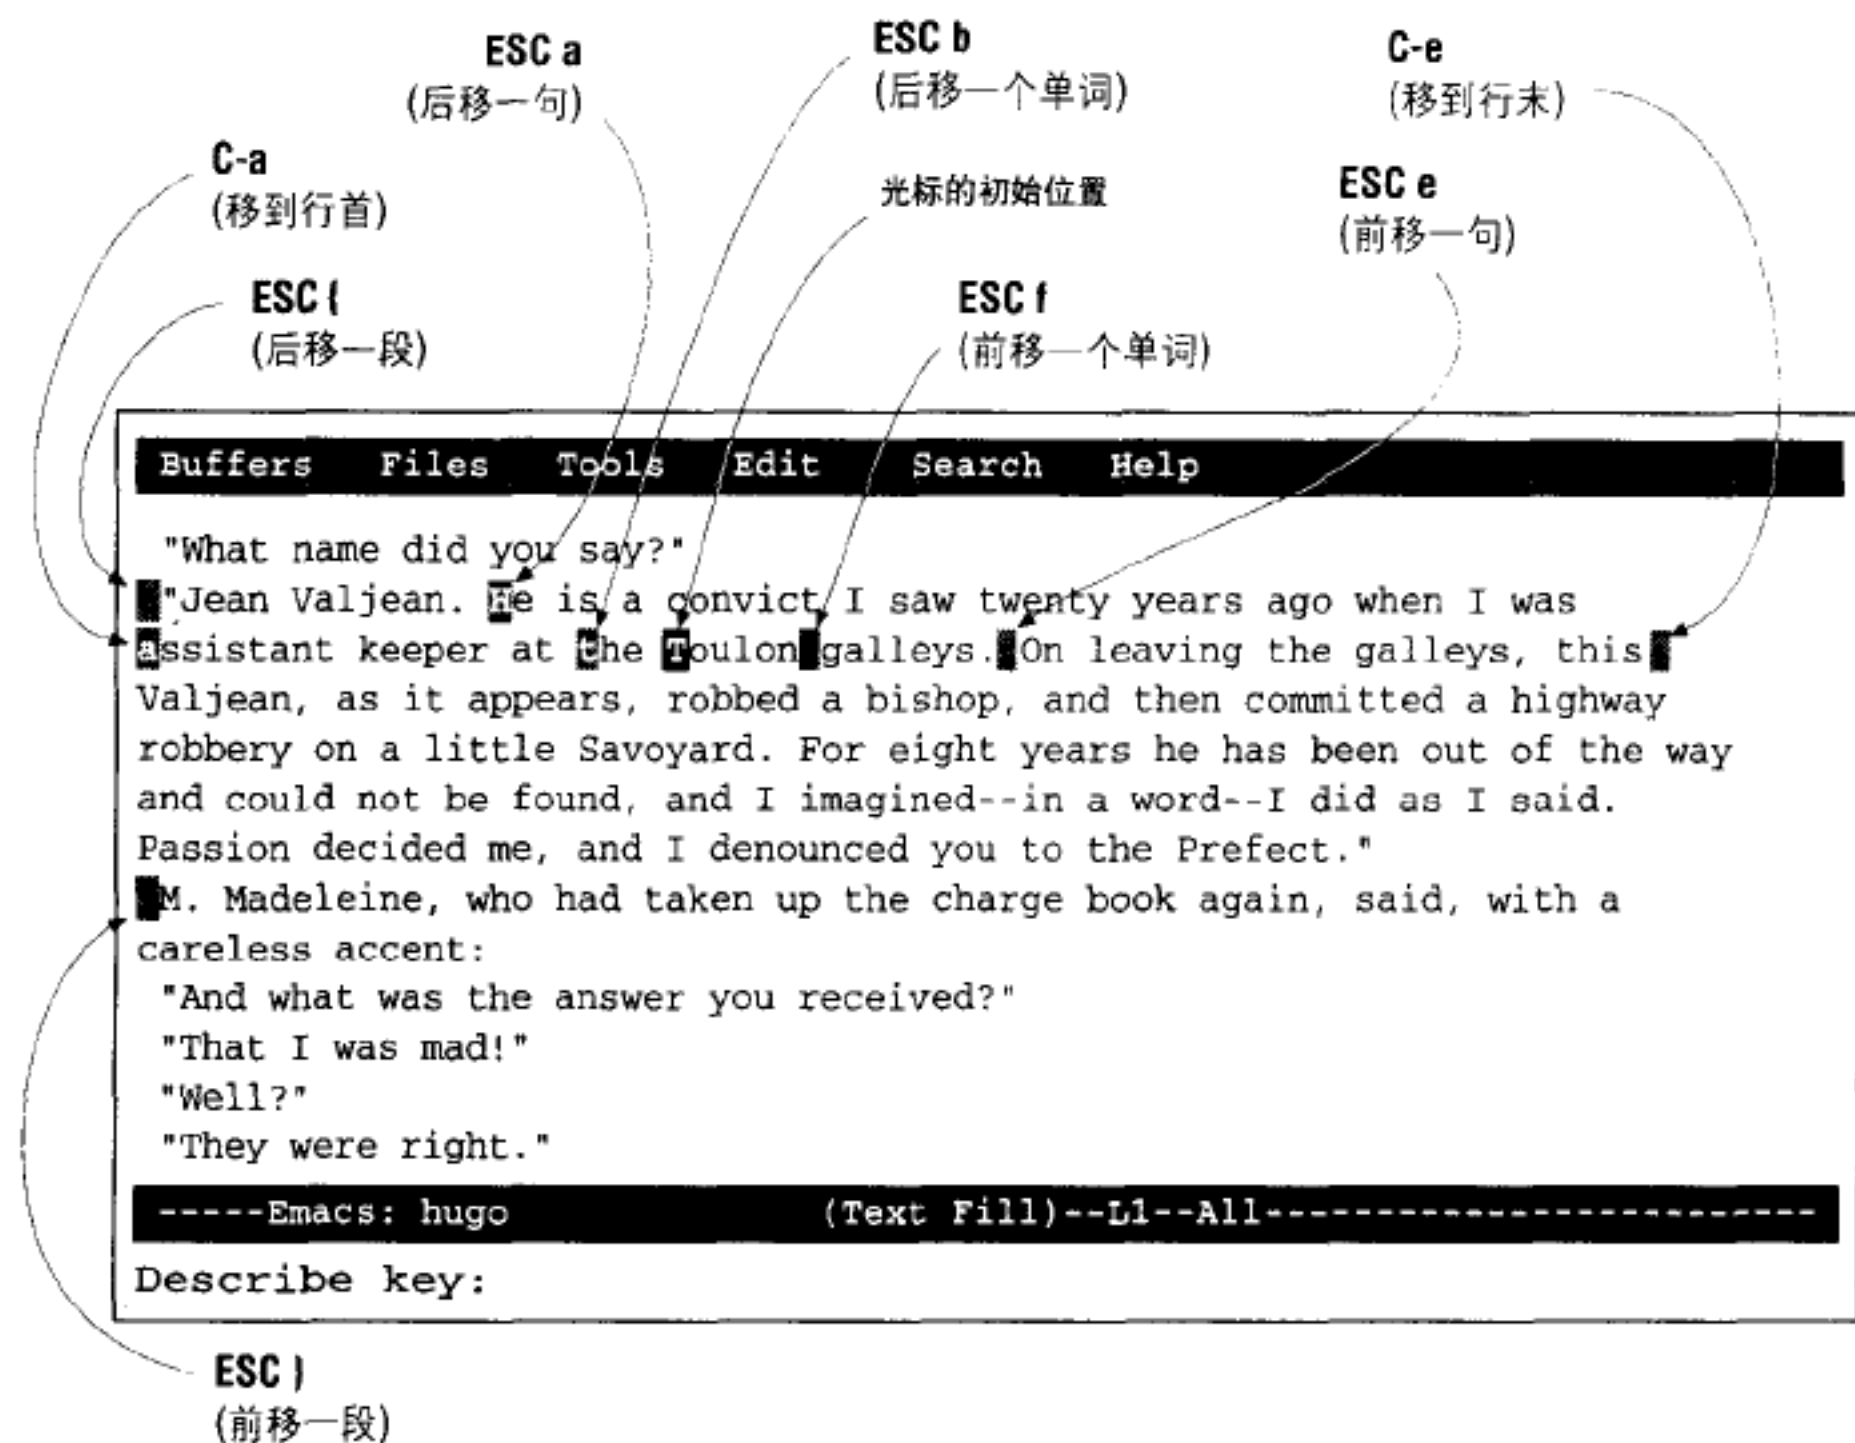 ESC a
(后移一句)
ESC b
(后移一个单词)
C-e
(移到行末)
C-a
(移到行首)
光标的初始位置
ESC e
(前移一句)
ESC {
(后移一段)
ESC f
(前移一个单词)
Buffers Files Tools Edit Search Help
"What name did you say?"
"Jean Valjean. He is a convict I saw twenty years ago when I was
assistant keeper at the Toulon galleys. On leaving the galleys, this
Valjean, as it appears, robbed a bishop, and then committed a highway
robbery on a little Savoyard. For eight years he has been out of the way
and could not be found, and I imagined--in a word--I did as I said.
Passion decided me, and I denounced you to the Prefect."
M. Madeleine, who had taken up the charge book again, said, with a
careless accent:
"And what was the answer you received?"
"That I was mad!"
"Well?"
"They were right."
-----Emacs: hugo (Text Fill)--L1--All-------------------------
Describe key:
ESC }
(前移一段)